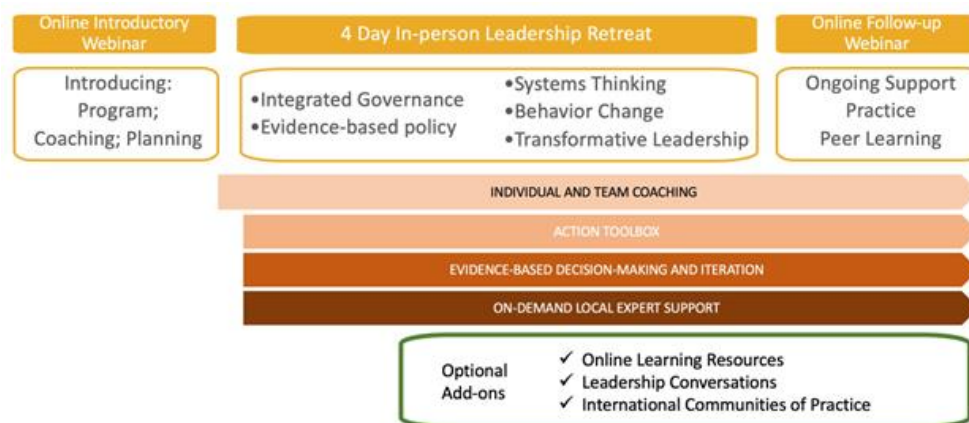 Online Introductory
Webinar
4 Day In-person Leadership Retreat
Online Follow-up
Webinar
Introducing:
Program;
Coaching; Planning
•Integrated Governance
•Evidence-based policy
•Systems Thinking
•Behavior Change
•Transformative Leadership
Ongoing Support
Practice
Peer Learning
INDIVIDUAL AND TEAM COACHING
ACTION TOOLBOX
EVIDENCE-BASED DECISION-MAKING AND ITERATION
ON-DEMAND LOCAL EXPERT SUPPORT
Optional
Add-ons
✓ Online Learning Resources
✓ Leadership Conversations
✓ International Communities of Practice